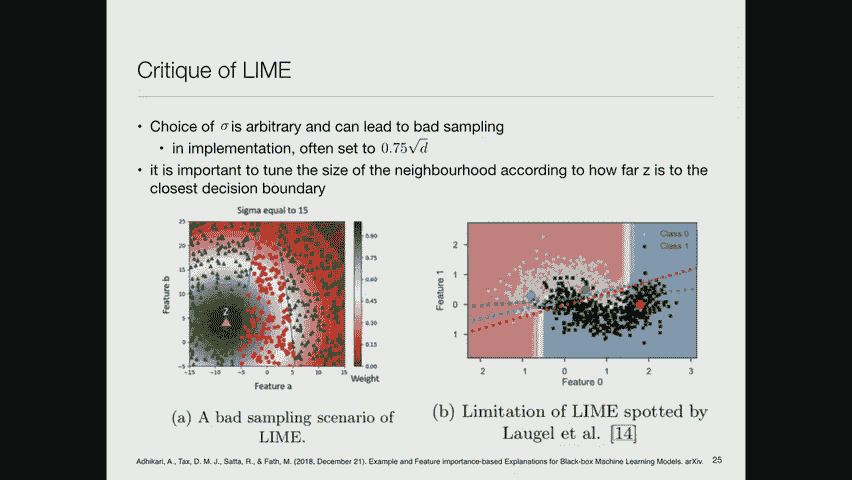 Critique of LIME
• Choice of σ is arbitrary and can lead to bad sampling
• in implementation, often set to 0.75√d
• it is important to tune the size of the neighbourhood according to how far z is to the
closest decision boundary
Sigma equal to 15
25
20
15
10
5
0
−5
Feature b
Z
−15 −10 −5 0 5 10 15
Feature a
0.90
0.75
0.60
0.45
0.30
0.15
0.00
Weight
(a) A bad sampling scenario of
LIME.
Class 0
Class 1
2
1
0
1
Feature 1
2 1 0 1 2 3
Feature 0
(b) Limitation of LIME spotted by
Laugel et al. [14]
Adhikari, A., Tax, D. M. J., Satta, R., & Fath, M. (2018, December 21). Example and Feature importance-based Explanations for Black-box Machine Learning Models. arXiv.
25